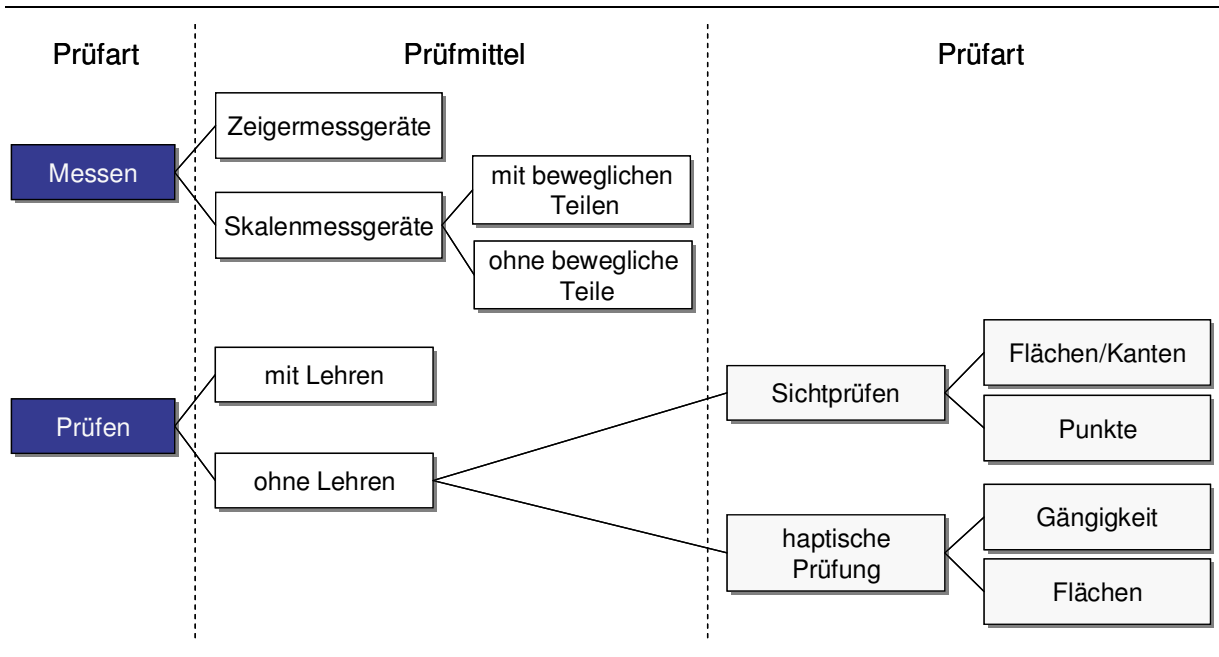 Prüfart
Prüfmittel
Prüfart
Messen
Zeigermessgeräte
Skalenmessgeräte
mit beweglichen
Teilen
ohne bewegliche
Teile
Prüfen
mit Lehren
ohne Lehren
Sichtprüfen
Flächen/Kanten
Punkte
haptische
Prüfung
Gängigkeit
Flächen